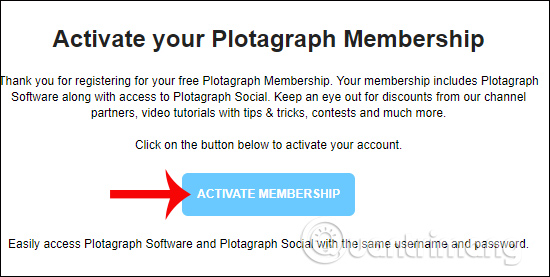 Activate your Plotagraph Membership
Thank you for registering for your free Plotagraph Membership. Your membership includes Plotagraph
Software along with access to Plotagraph Social. Keep an eye out for discounts from our channel
partners, video tutorials with tips & tricks, contests and much more.
Click on the button below to activate your account.
ACTIVATE MEMBERSHIP
Easily access Plotagraph Software and Plotagraph Social with the same username and password.
uantrimang